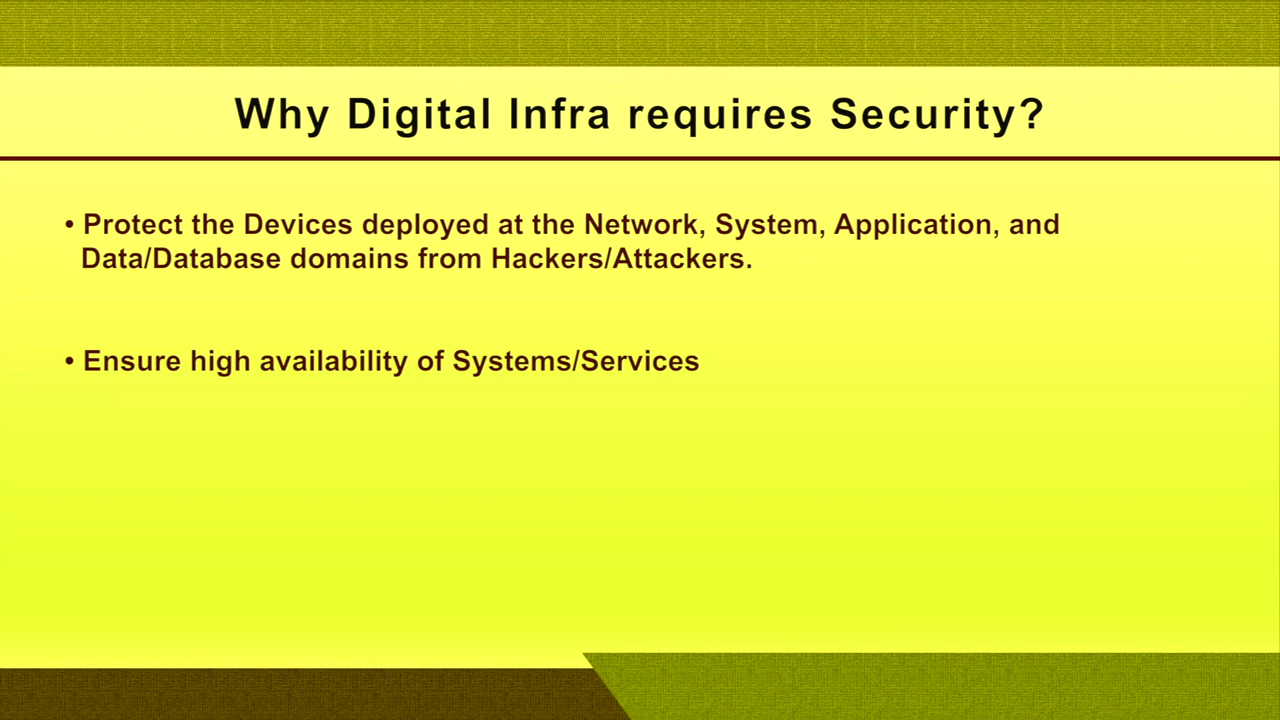 Why Digital Infra requires Security?
• Protect the Devices deployed at the Network, System, Application, and
Data/Database domains from Hackers/Attackers.
• Ensure high availability of Systems/Services